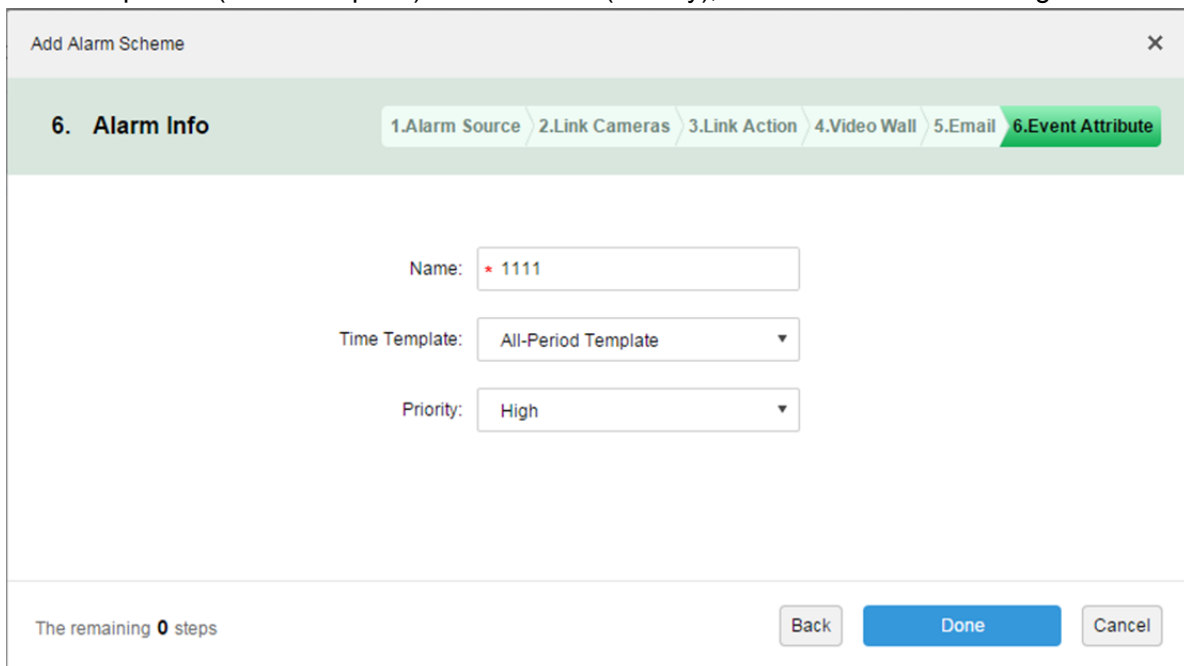 Add Alarm Scheme ×
6. Alarm Info 1.Alarm Source 2.Link Cameras 3.Link Action 4.Video Wall 5.Email 6.Event Attribute
Name: * 1111
Time Template: All-Period Template
Priority: High
The remaining 0 steps Back Done Cancel